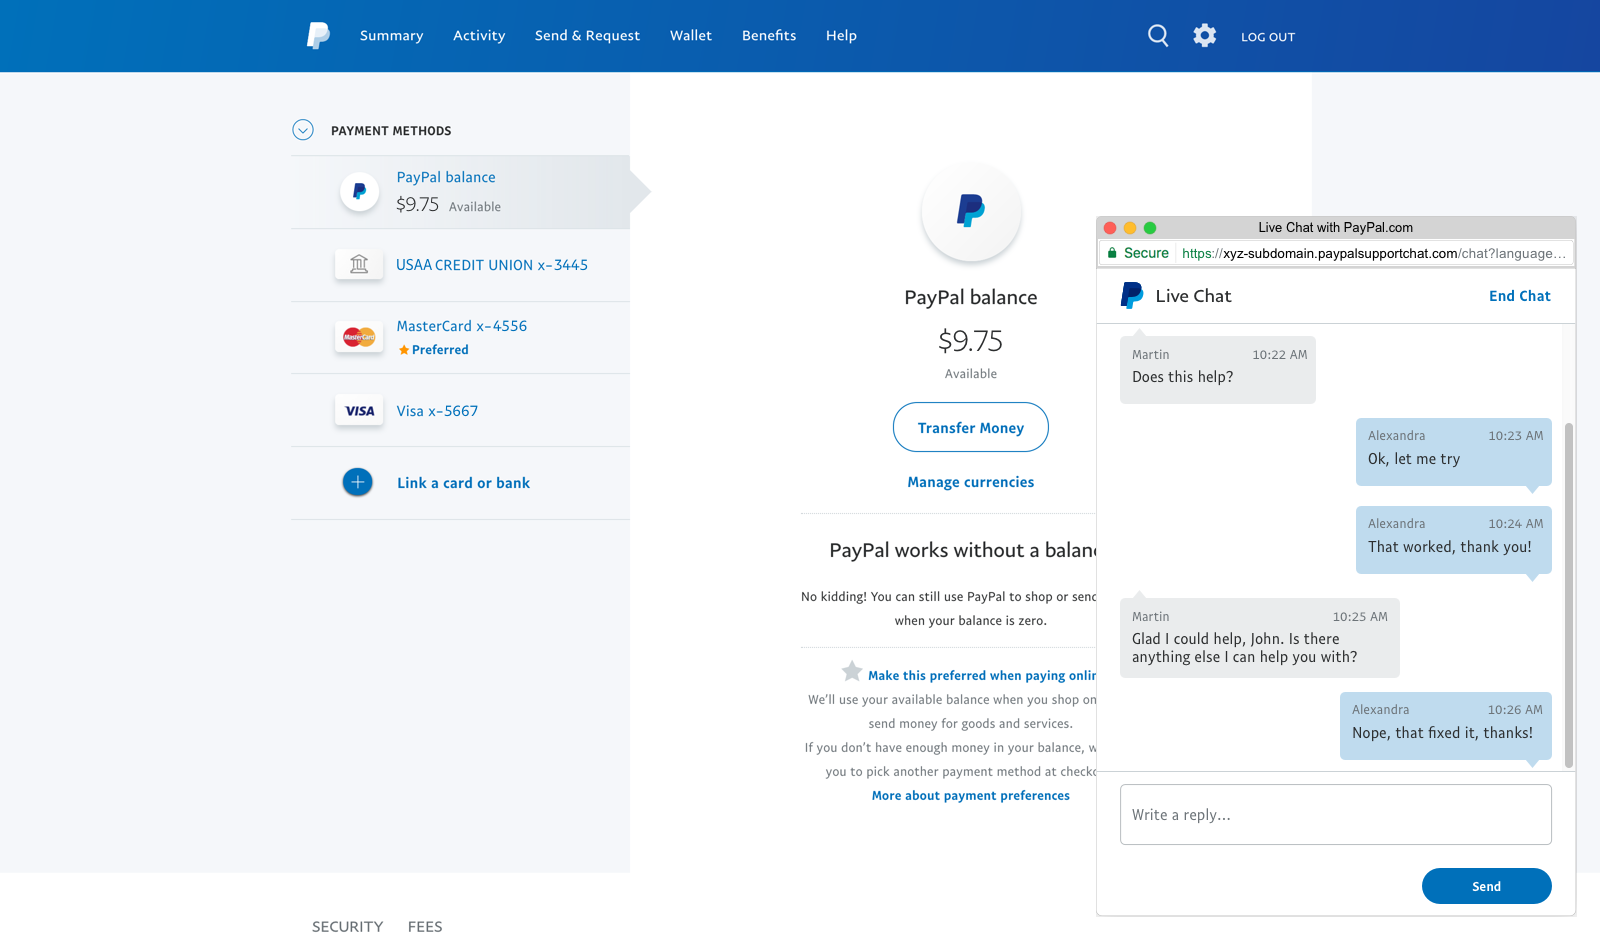 Summary Activity Send & Request Wallet Benefits Help LOG OUT
PAYMENT METHODS
PayPal balance
$9.75 Available
USAA CREDIT UNION x-3445
MasterCard
MasterCard x-4556
Preferred
VISA Visa x-5667
Link a card or bank
PayPal balance
$9.75
Available
Transfer Money
Manage currencies
PayPal works without a balanc
No kidding! You can still use PayPal to shop or send
when your balance is zero.
Make this preferred when paying onlin
We'll use your available balance when you shop on
send money for goods and services.
If you don't have enough money in your balance, w
you to pick another payment method at checko
More about payment preferences
Live Chat with PayPal.com
Secure https://xyz-subdomain.paypalsupportchat.com/chat?language...
Live Chat End Chat
Martin 10:22 AM
Does this help?
Alexandra 10:23 AM
Ok, let me try
Alexandra 10:24 AM
That worked, thank you!
Martin 10:25 AM
Glad I could help, John. Is there
anything else I can help you with?
Alexandra 10:26 AM
Nope, that fixed it, thanks!
Write a reply...
Send
SECURITY FEES